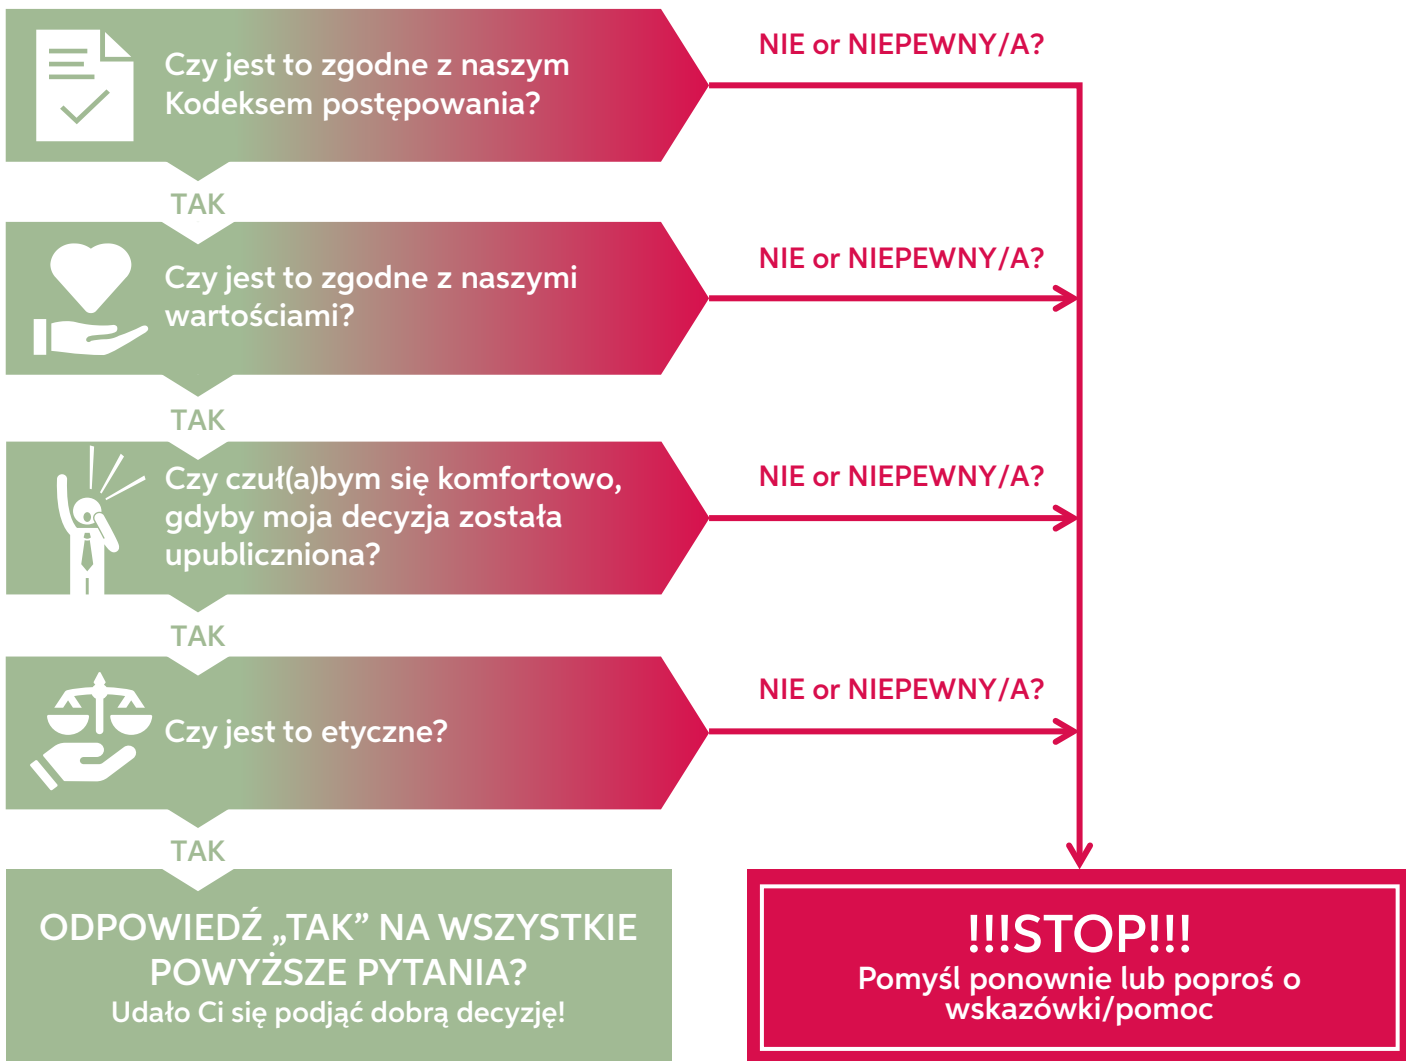 Czy jest to zgodne z naszym
Kodeksem postępowania?
NIE or NIEPEWNY/A?
TAK
Czy jest to zgodne z naszymi
wartościami?
NIE or NIEPEWNY/A?
TAK
Czy czuł(a)bym się komfortowo,
gdyby moja decyzja została
upubliczniona?
NIE or NIEPEWNY/A?
TAK
Czy jest to etyczne?
NIE or NIEPEWNY/A?
TAK
ODPOWIEDŹ „TAK” NA WSZYSTKIE
POWYŻSZE PYTANIA?
Udało Ci się podjąć dobrą decyzję!
!!!STOP!!!
Pomyśl ponownie lub poproś o
wskazówki/pomoc